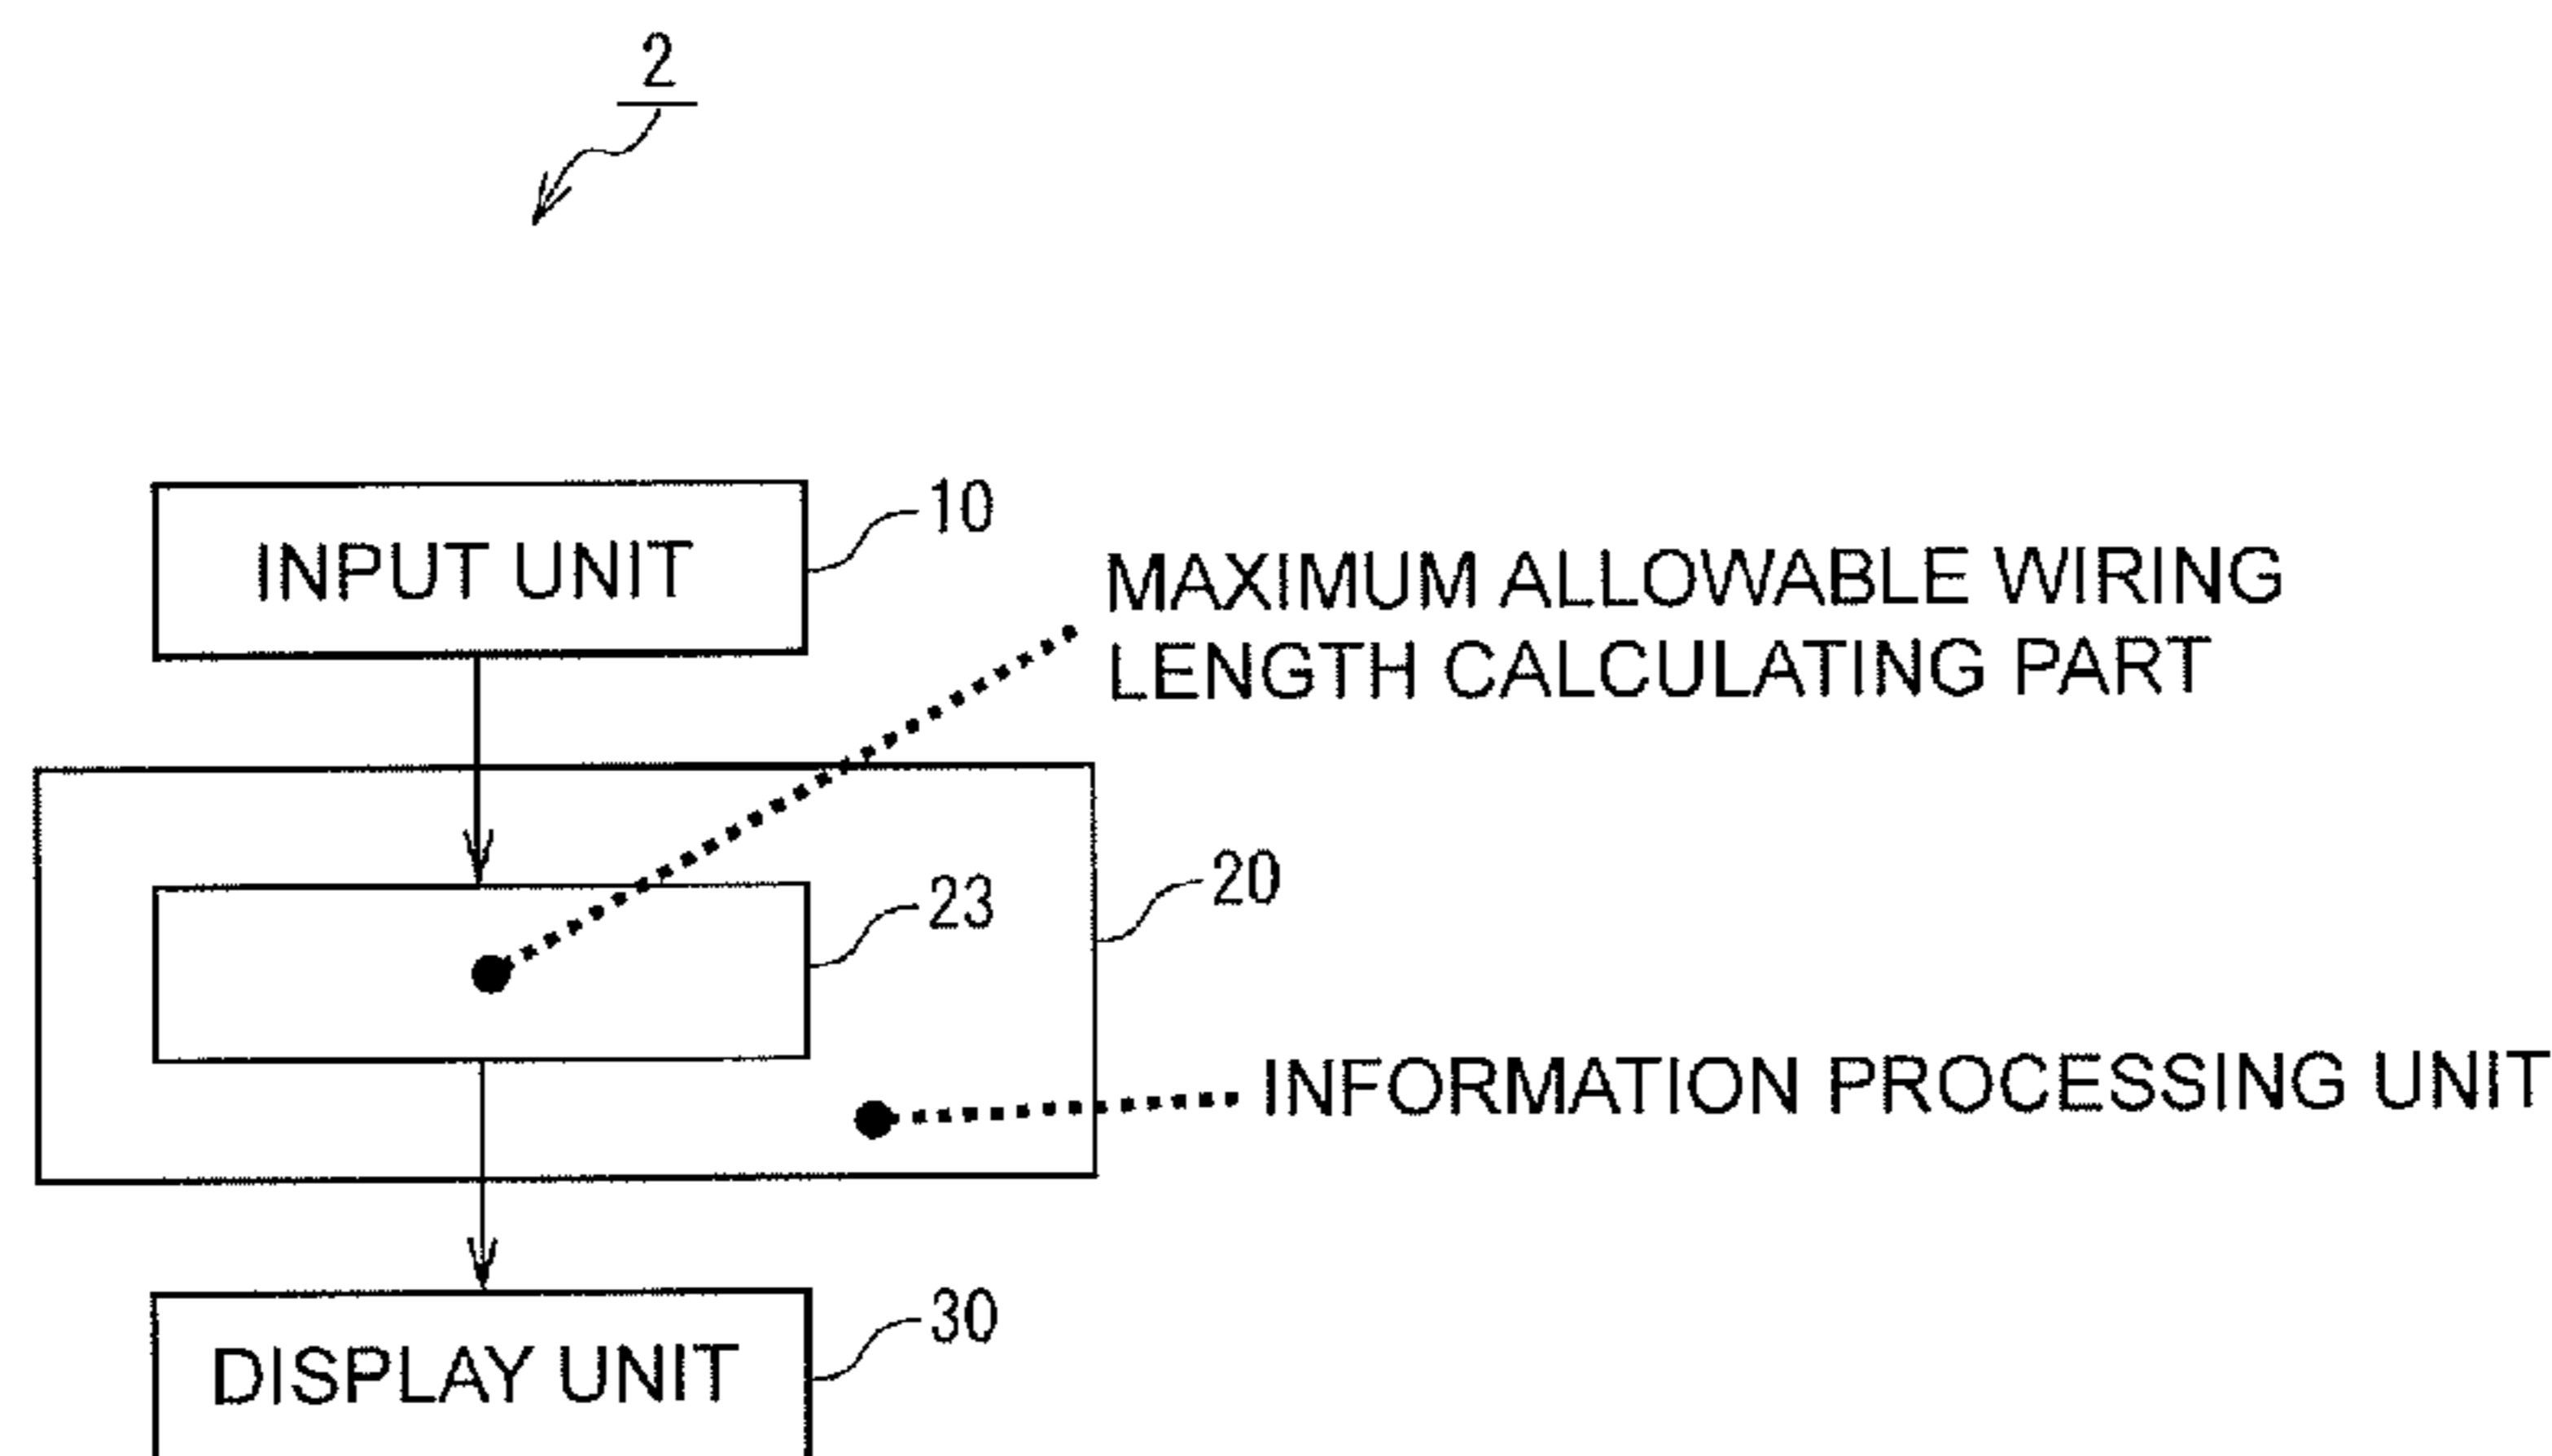 2
INPUT UNIT
10
MAXIMUM ALLOWABLE WIRING
LENGTH CALCULATING PART
23
20
INFORMATION PROCESSING UNIT
DISPLAY UNIT
30